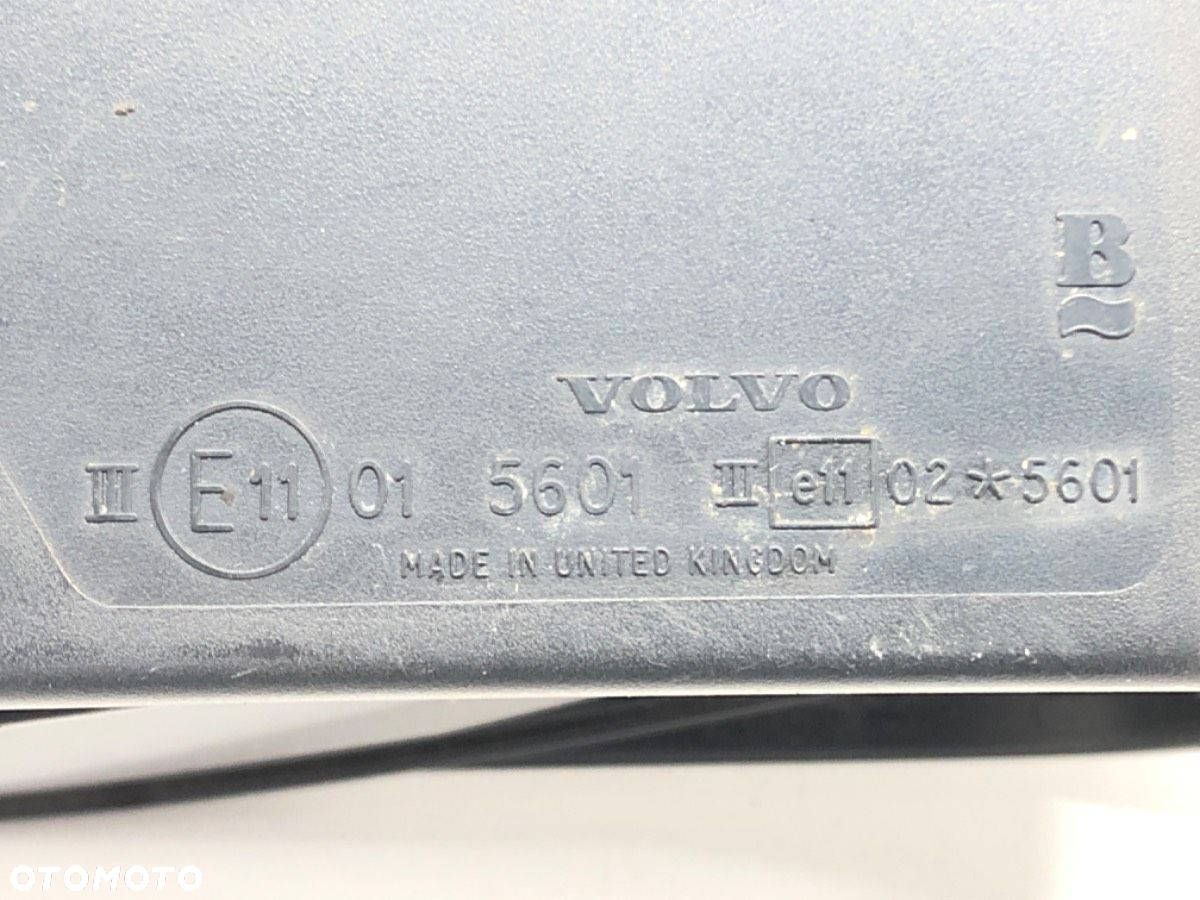 B
VOLVO
III E11 01 5601 III e11 02*5601
MADE IN UNITED KINGDOM
OTOMOTO